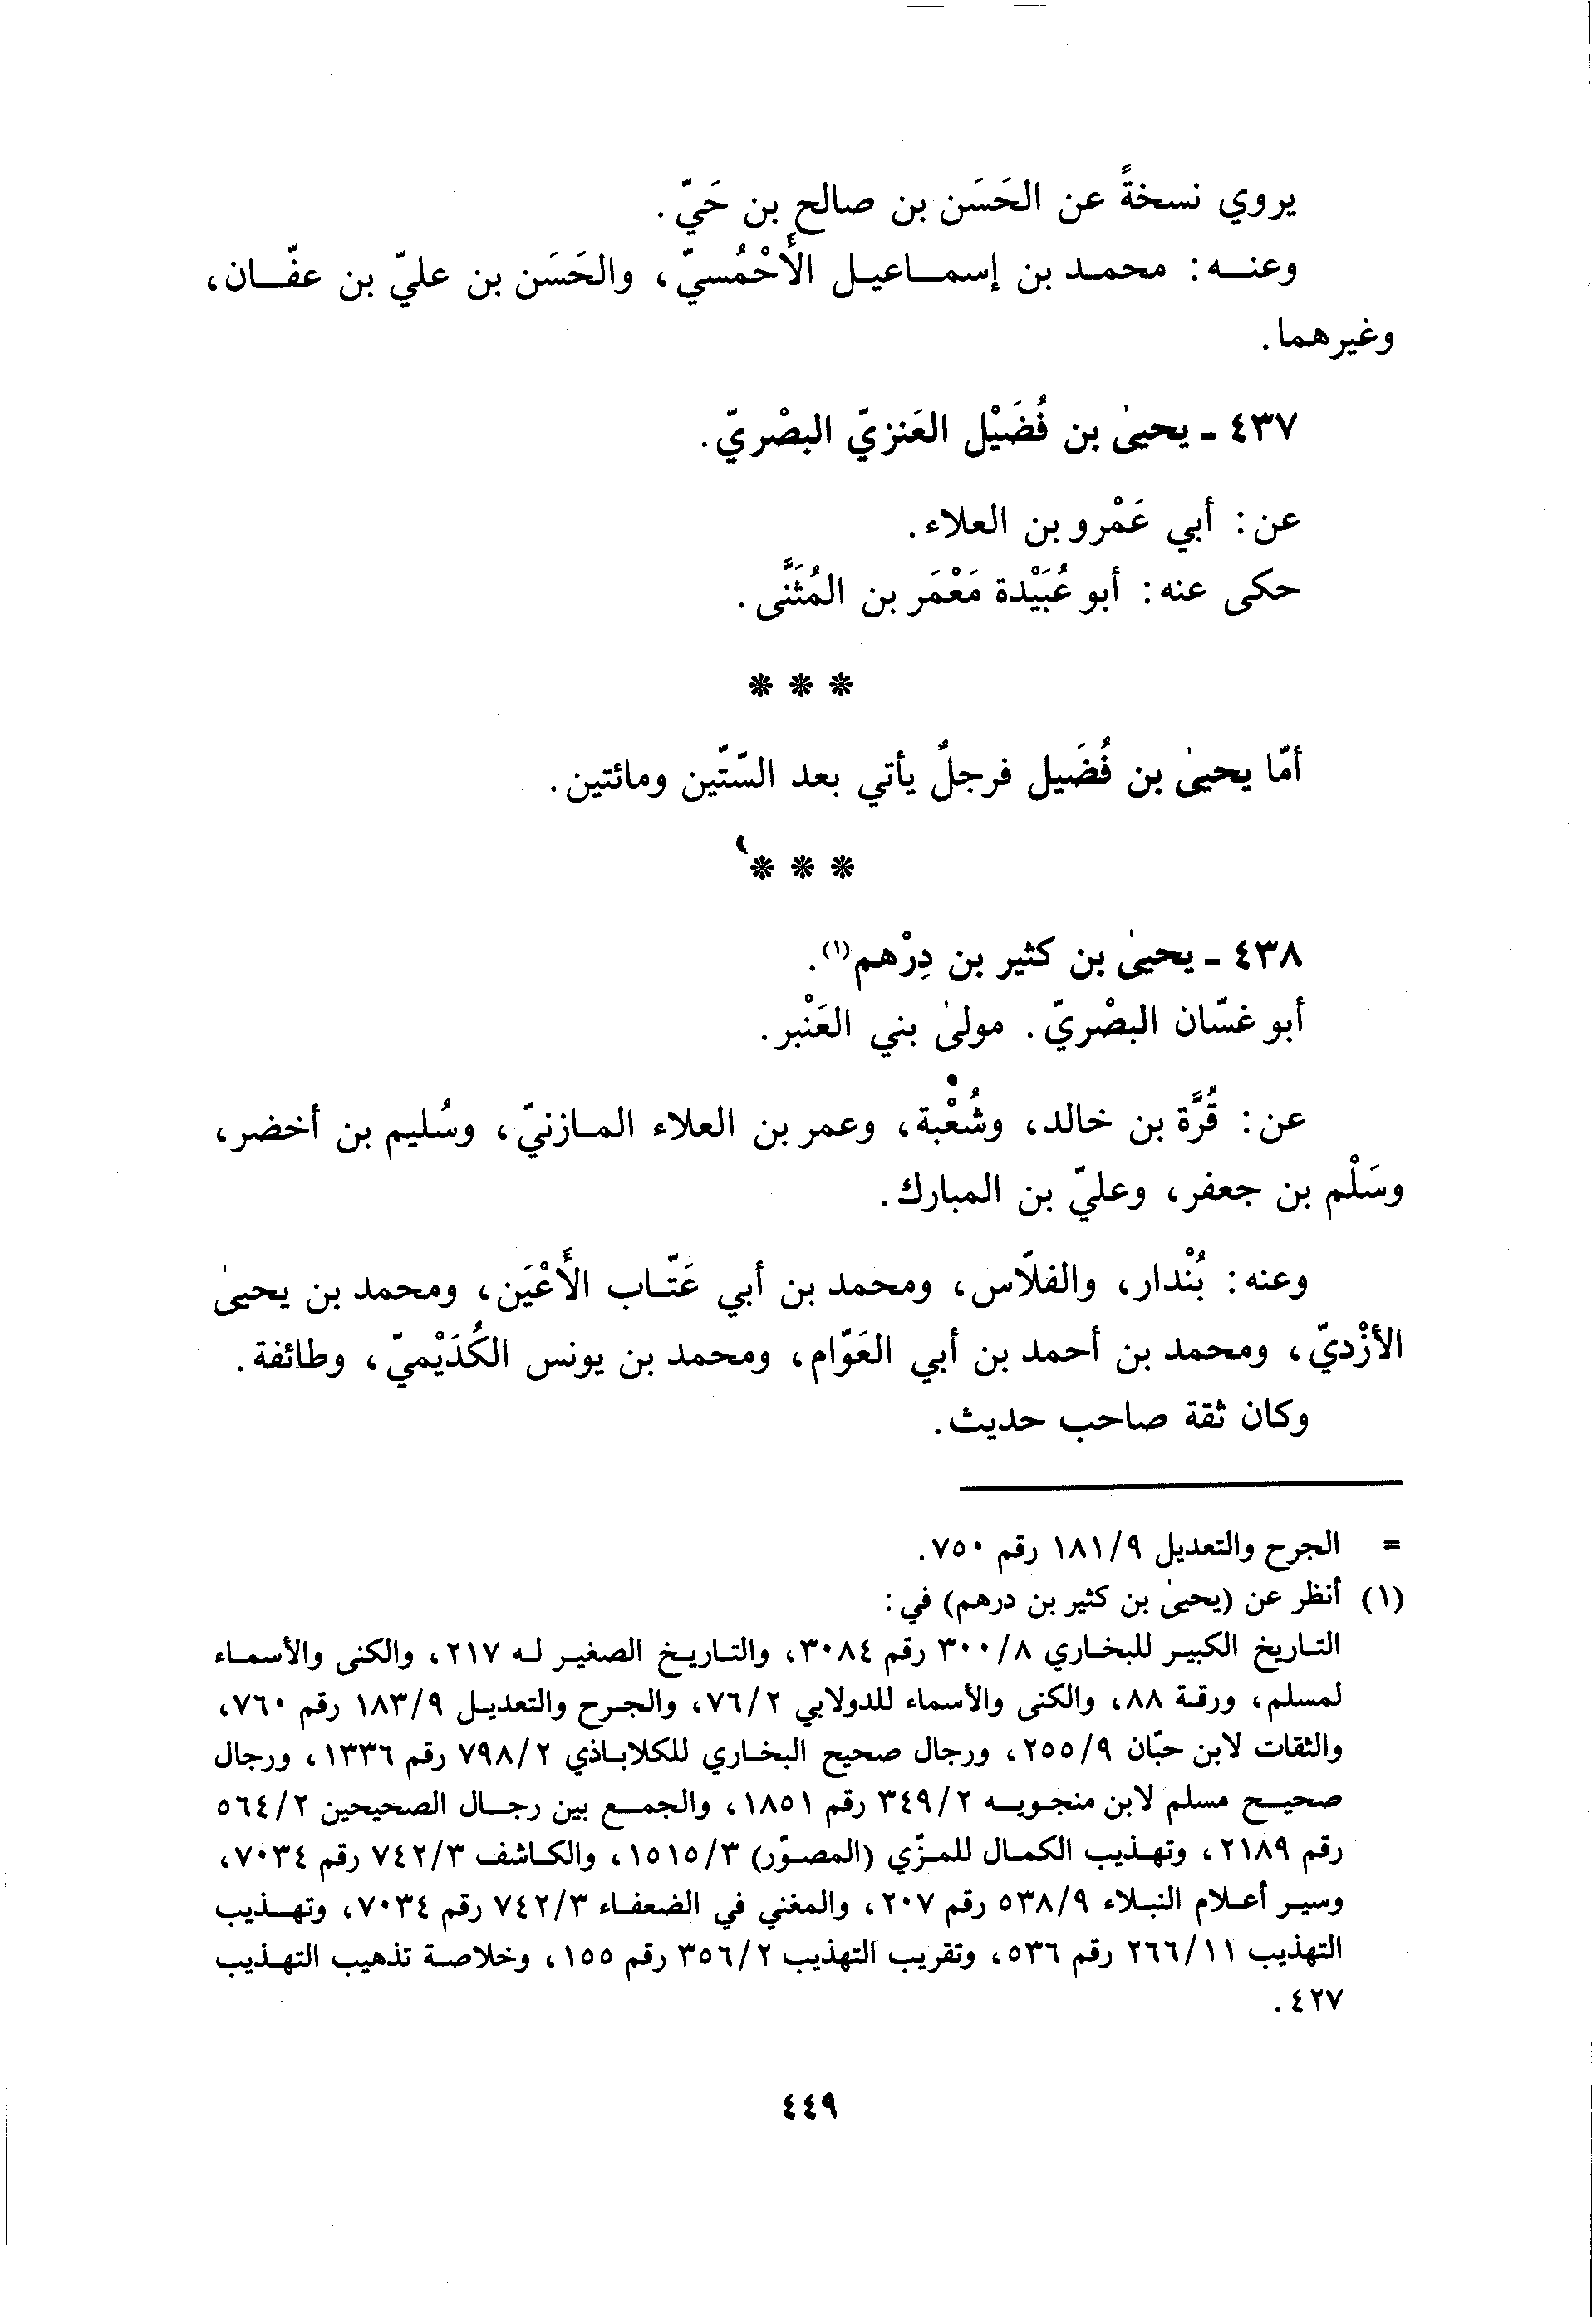 يروي نسخةً عن الحَسَن بن صالح بن حَيّ.
وعنه: محمد بن إسماعيل الأَحْمُسيّ، والحَسَن بن عليّ بن عفّان،
وغيرهما.
٤٣٧ ـ يحيىٰ بن فُضَيْل العَنزيّ البصْريّ.
عن: أبي عَمْرو بن العلاء.
حكى عنه: أبو عُبَيْدة مَعْمَر بن المُثَنَّى.
* * *
أمّا يحيىٰ بن فُضَيل فرجلٌ يأتي بعد السّتّين ومائتين.
* * *
٤٣٨ ـ يحيىٰ بن كثير بن دِرْهم(١).
أبو غسّان البصْريّ. مولىٰ بني العَنْبر.
عن: قُرَّة بن خالد، وشُعْبة، وعمر بن العلاء المازنيّ، وسُليم بن أخضر،
وسَلْم بن جعفر، وعليّ بن المبارك.
وعنه: بُنْدار، والفلّاس، ومحمد بن أبي عَتّاب الأَعْيَن، ومحمد بن يحيىٰ
الأزْديّ، ومحمد بن أحمد بن أبي العَوّام، ومحمد بن يونس الكُدَيْميّ، وطائفة.
وكان ثقة صاحب حديث.
= الجرح والتعديل ١٨١/٩ رقم ٧٥٠.
(١) أنظر عن (يحيىٰ بن كثير بن درهم) في:
التاريخ الكبير للبخاري ٣٠٠/٨ رقم ٣٠٨٤، والتاريخ الصغير له ٢١٧، والكنى والأسماء
لمسلم، ورقة ٨٨، والكنى والأسماء للدولابي ٧٦/٢، والجرح والتعديل ١٨٣/٩ رقم ٧٦٠،
والثقات لابن حبّان ٢٥٥/٩، ورجال صحيح البخاري للكلاباذي ٧٩٨/٢ رقم ١٣٣٦، ورجال
صحيح مسلم لابن منجويه ٣٤٩/٢ رقم ١٨٥١، والجمع بين رجال الصحيحين ٥٦٤/٢
رقم ٢١٨٩، وتهذيب الكمال للمزّي (المصوّر) ١٥١٥/٣، والكاشف ٧٤٢/٣ رقم ٧٠٣٤،
وسير أعلام النبلاء ٥٣٨/٩ رقم ٢٠٧، والمغني في الضعفاء ٧٤٢/٣ رقم ٧٠٣٤، وتهذيب
التهذيب ٢٦٦/١١ رقم ٥٣٦، وتقريب التهذيب ٣٥٦/٢ رقم ١٥٥، وخلاصة تذهيب التهذيب
٤٢٧.
٤٤٩